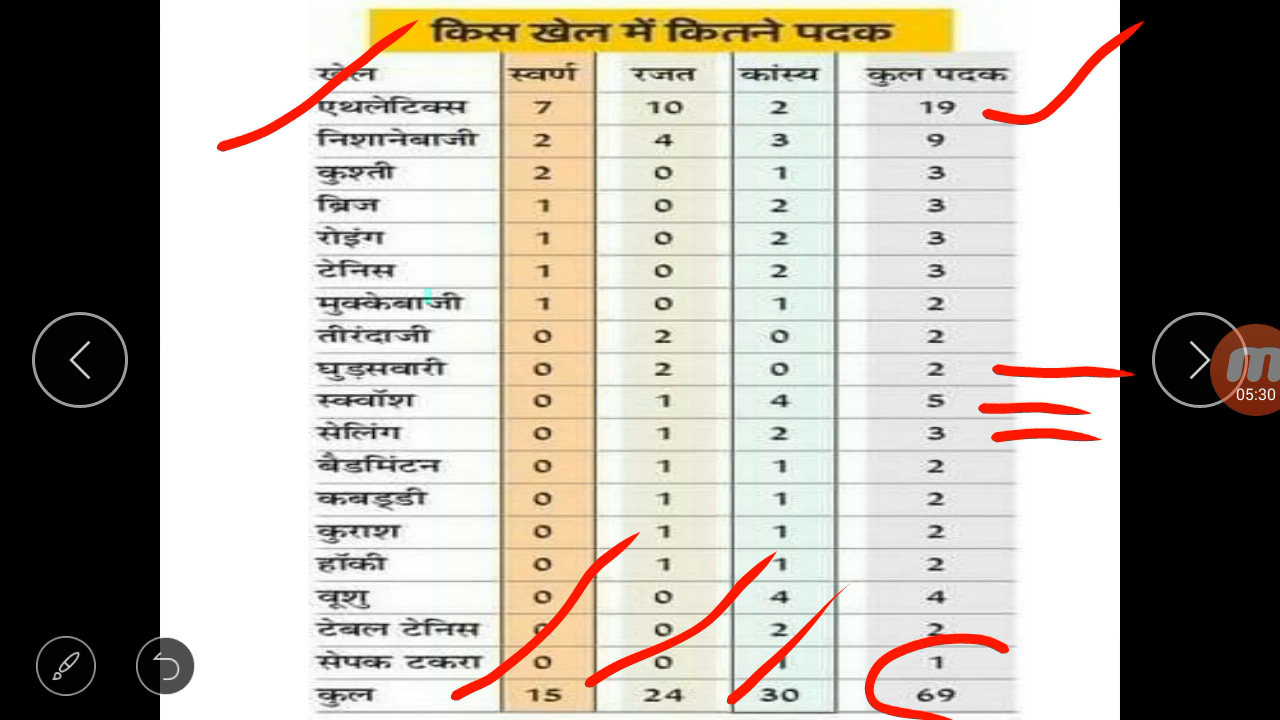 किस खेल में कितने पदक
खेल स्वर्ण रजत कांस्य कुल पदक
एथलेटिक्स 7 10 2 19
निशानेबाजी 2 4 3 9
कुश्ती 2 0 1 3
ब्रिज 1 0 2 3
रोइंग 1 0 2 3
टेनिस 1 0 2 3
मुक्केबाजी 1 0 1 2
तीरंदाजी 0 2 0 2
घुड़सवारी 0 2 0 2
स्क्वॉश 0 1 4 5
सेलिंग 0 1 2 3
बैडमिंटन 0 1 1 2
कबड्डी 0 1 1 2
कुराश 0 1 1 2
हॉकी 0 1 1 2
वूशु 0 0 4 4
टेबल टेनिस 0 0 2 2
सेपक टकरा 0 0 1 1
कुल 15 24 30 69
05:30